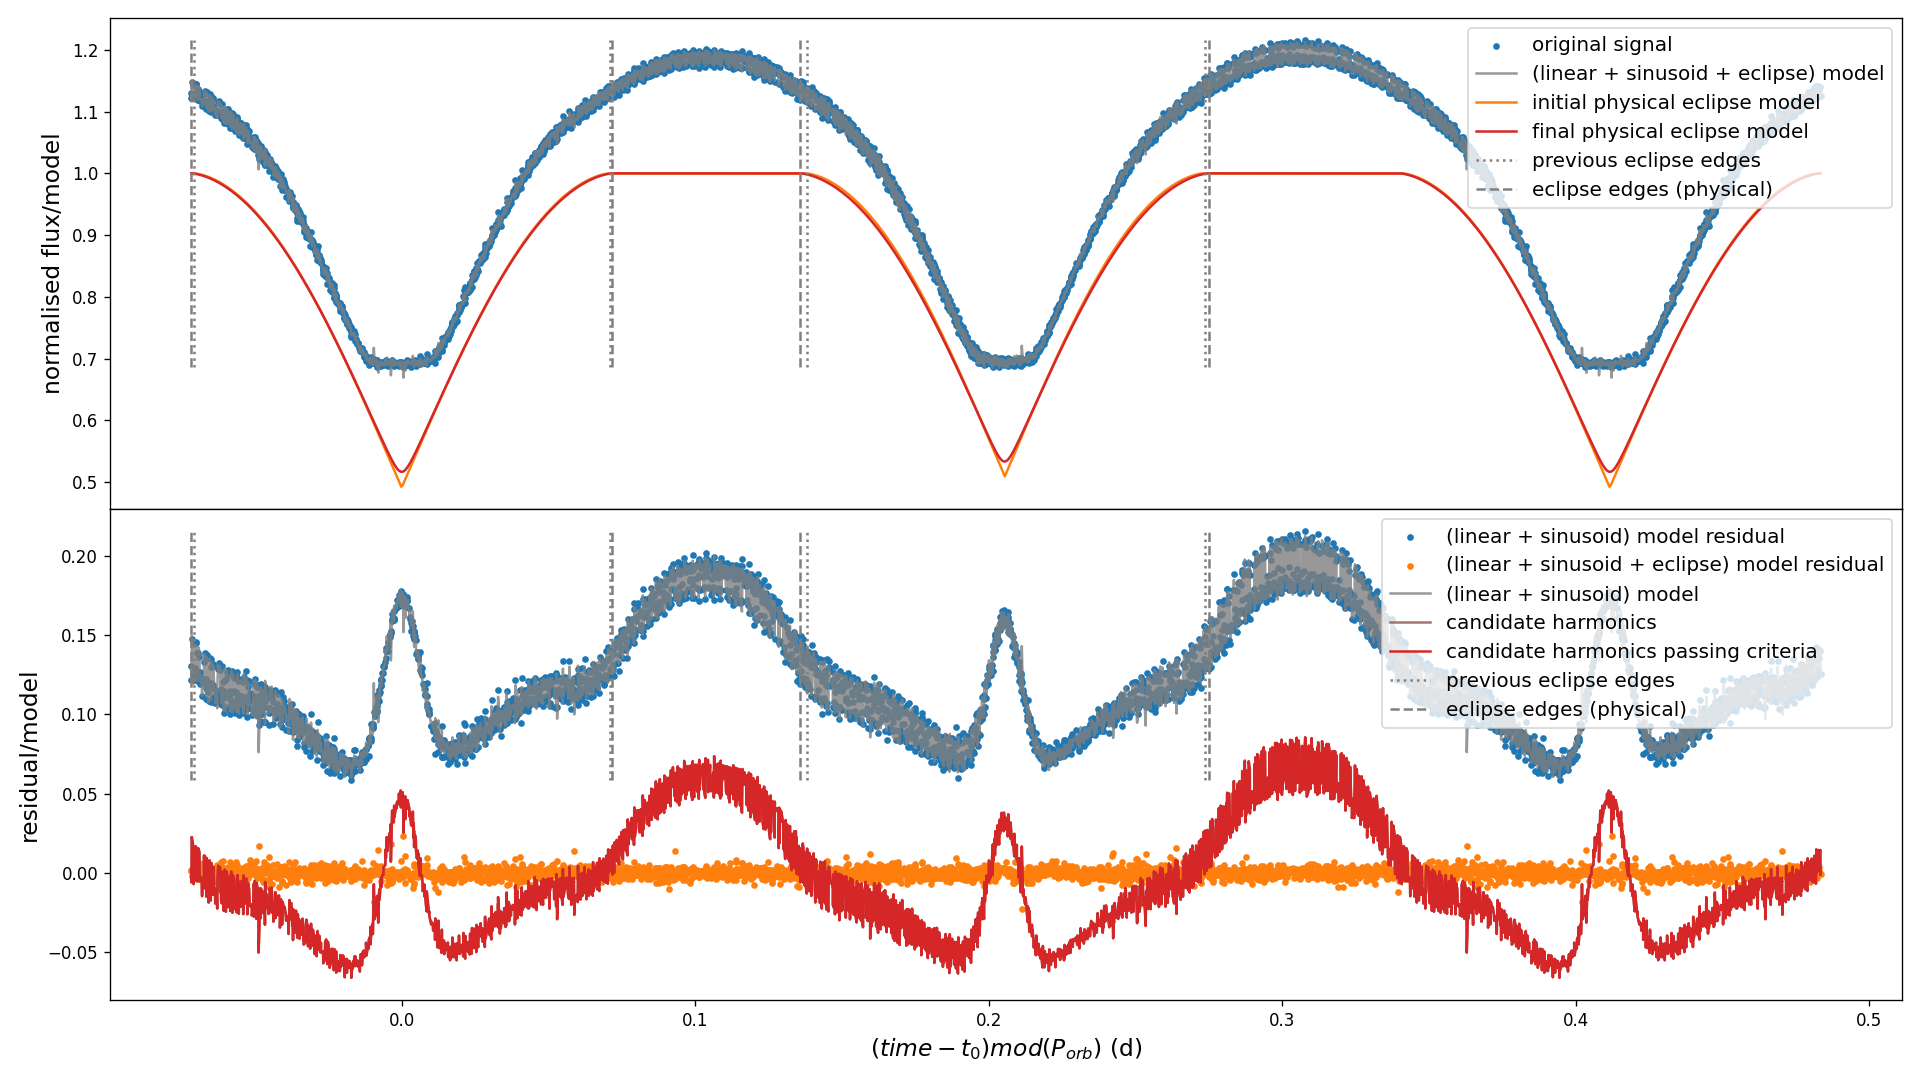 normalised flux/model
1.2
1.1
1.0
0.9
0.8
0.7
0.6
0.5
original signal
(linear + sinusoid + eclipse) model
initial physical eclipse model
final physical eclipse model
previous eclipse edges
eclipse edges (physical)
residual/model
0.20
0.15
0.10
0.05
0.00
−0.05
(linear + sinusoid) model residual
(linear + sinusoid + eclipse) model residual
(linear + sinusoid) model
candidate harmonics
candidate harmonics passing criteria
previous eclipse edges
eclipse edges (physical)
0.0 0.1 0.2 0.3 0.4 0.5
(time − t₀)mod(Pₒᵣb) (d)